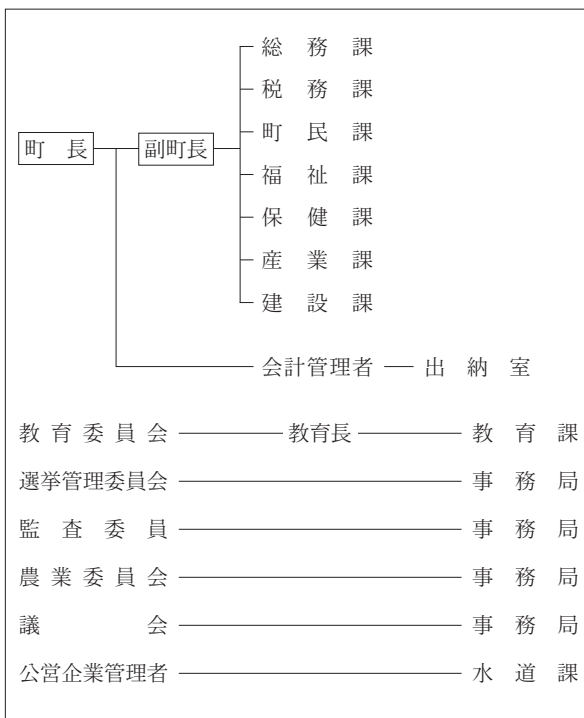 総務課
税務課
町民課
町長 副町長
福祉課
保健課
産業課
建設課
会計管理者 出納室
教育委員会 教育長 教育課
選挙管理委員会 事務局
監査委員 事務局
農業委員会 事務局
議会 事務局
公営企業管理者 水道課